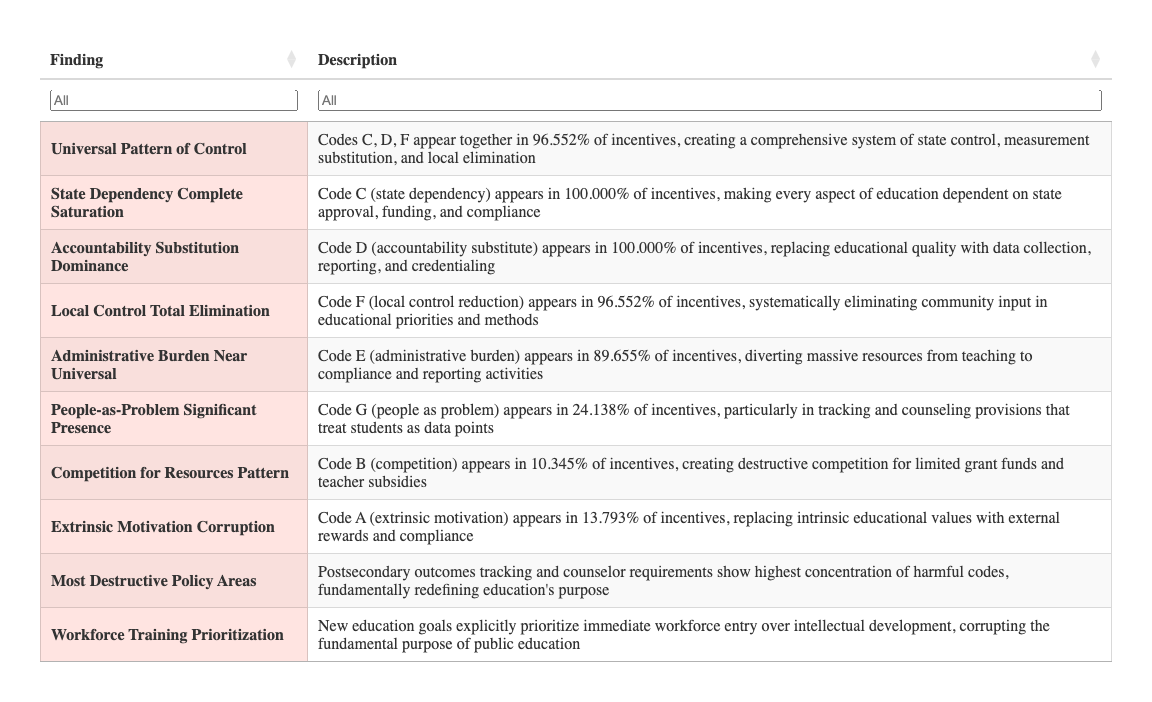 Finding
Description
All
All
Universal Pattern of Control
Codes C, D, F appear together in 96.552% of incentives, creating a comprehensive system of state control, measurement
substitution, and local elimination
State Dependency Complete
Saturation
Code C (state dependency) appears in 100.000% of incentives, making every aspect of education dependent on state
approval, funding, and compliance
Accountability Substitution
Dominance
Code D (accountability substitute) appears in 100.000% of incentives, replacing educational quality with data collection,
reporting, and credentialing
Local Control Total Elimination
Code F (local control reduction) appears in 96.552% of incentives, systematically eliminating community input in
educational priorities and methods
Administrative Burden Near
Universal
Code E (administrative burden) appears in 89.655% of incentives, diverting massive resources from teaching to
compliance and reporting activities
People-as-Problem Significant
Presence
Code G (people as problem) appears in 24.138% of incentives, particularly in tracking and counseling provisions that
treat students as data points
Competition for Resources Pattern
Code B (competition) appears in 10.345% of incentives, creating destructive competition for limited grant funds and
teacher subsidies
Extrinsic Motivation Corruption
Code A (extrinsic motivation) appears in 13.793% of incentives, replacing intrinsic educational values with external
rewards and compliance
Most Destructive Policy Areas
Postsecondary outcomes tracking and counselor requirements show highest concentration of harmful codes,
fundamentally redefining education's purpose
Workforce Training Prioritization
New education goals explicitly prioritize immediate workforce entry over intellectual development, corrupting the
fundamental purpose of public education